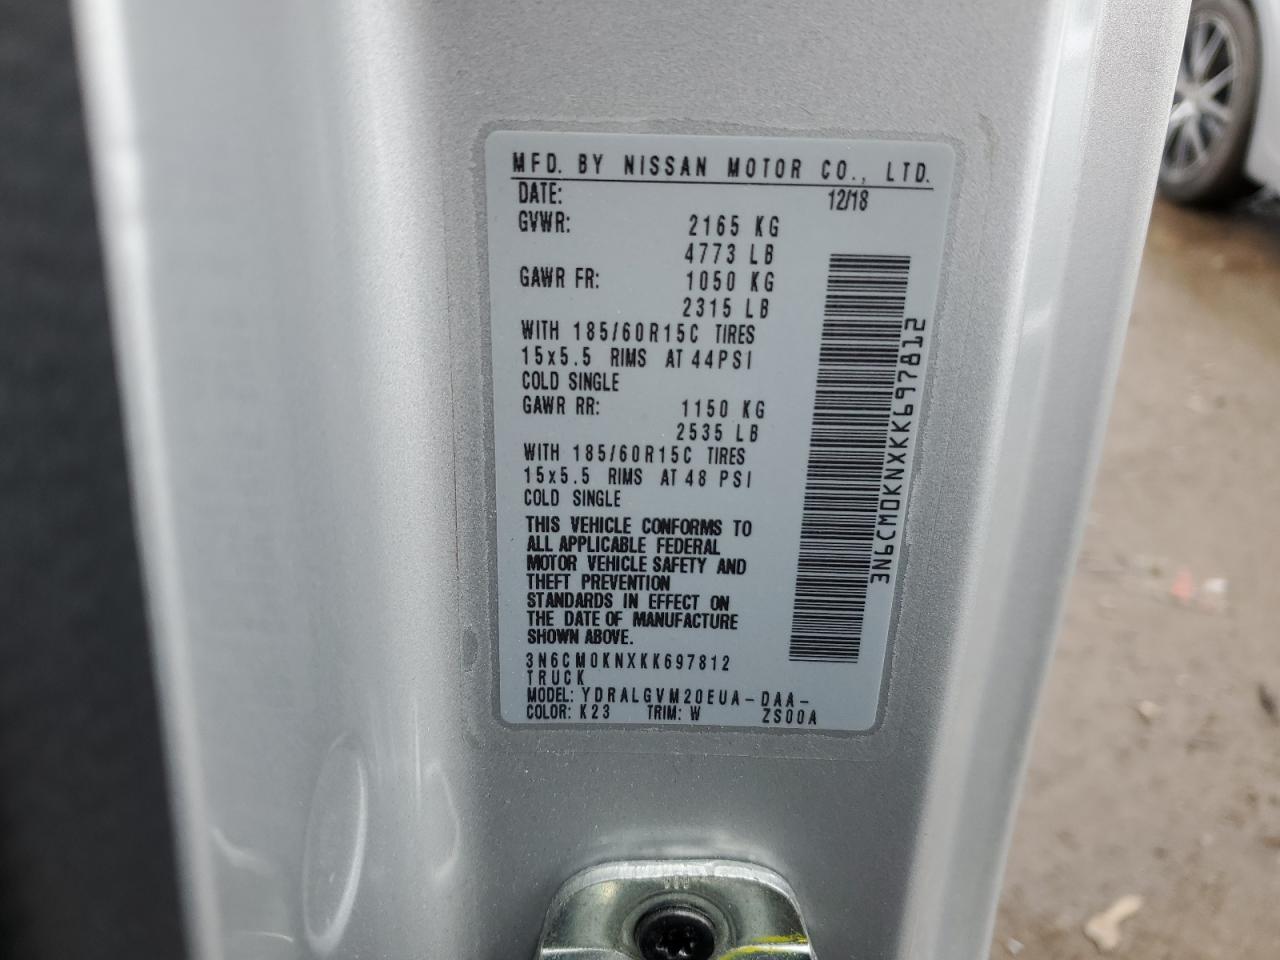 MFD. BY NISSAN MOTOR CO., LTD.
DATE: 12/18
GVWR: 2165 KG
4773 LB
GAWR FR: 1050 KG
2315 LB
WITH 185/60R15C TIRES
15x5.5 RIMS AT 44PSI
COLD SINGLE
GAWR RR: 1150 KG
2535 LB
WITH 185/60R15C TIRES
15x5.5 RIMS AT 48 PSI
COLD SINGLE
THIS VEHICLE CONFORMS TO
ALL APPLICABLE FEDERAL
MOTOR VEHICLE SAFETY AND
THEFT PREVENTION
STANDARDS IN EFFECT ON
THE DATE OF MANUFACTURE
SHOWN ABOVE.
3N6CM0KNXKK697812
TRUCK
MODEL: YDRALGVM20EUA-DAA-
COLOR: K23 TRIM: W ZS00A
3N6CM0KNXKK697812